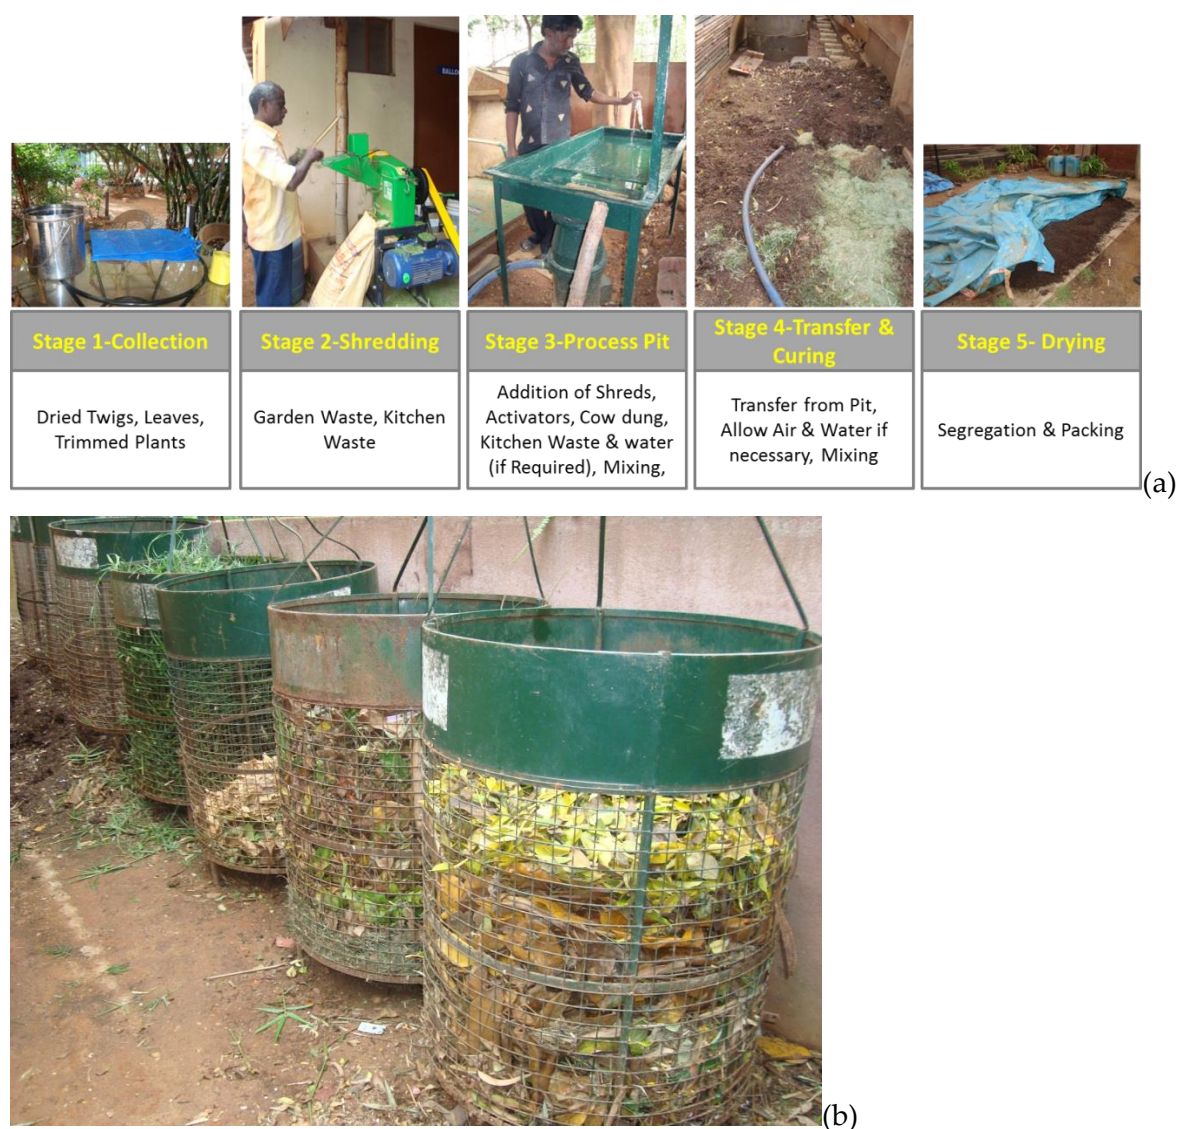 Stage 1-Collection
Dried Twigs, Leaves,
Trimmed Plants
Stage 2-Shredding
Garden Waste, Kitchen
Waste
Stage 3-Process Pit
Addition of Shreds,
Activators, Cow dung,
Kitchen Waste & water
(if Required), Mixing,
Stage 4-Transfer &
Curing
Transfer from Pit,
Allow Air & Water if
necessary, Mixing
Stage 5- Drying
Segregation & Packing
(a)
(b)